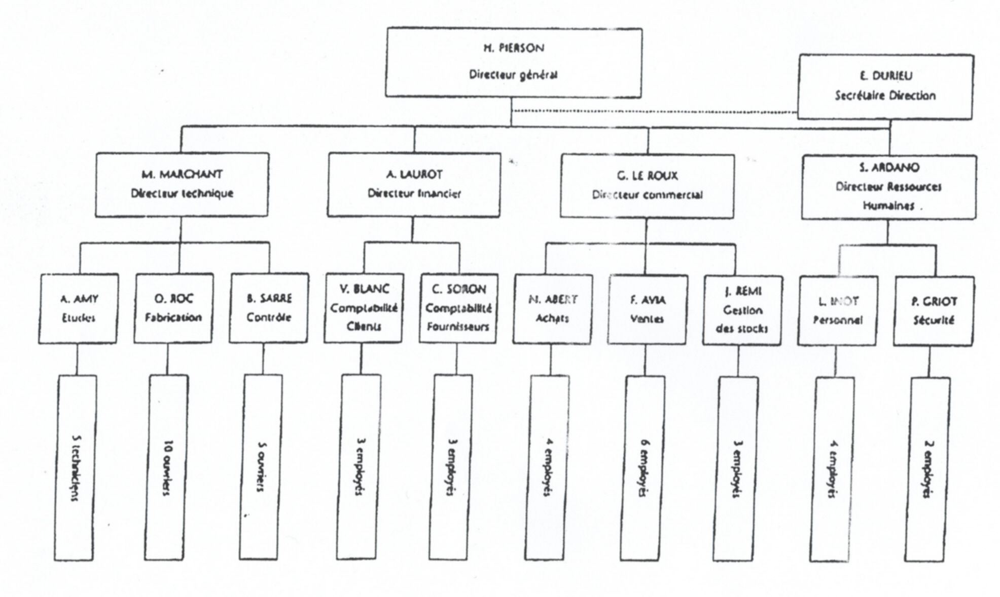 H. PIERSON
Directeur général
E. DURIEU
Secrétaire Direction
M. MARCHANT
Directeur technique
A. LAUROT
Directeur financier
G. LE ROUX
Directeur commercial
S. ARDANO
Directeur Ressources
Humaines
A. AMY
Etudes
O. ROC
Fabrication
B. SARRE
Contrôle
V. BLANC
Comptabilité
Clients
C. SORON
Comptabilité
Fournisseurs
N. ABERT
Achats
F. AVIA
Ventes
J. REMI
Gestion
des stocks
L. INOT
Personnel
P. GRIOT
Sécurité
5 techniciens
10 ouvriers
5 ouvriers
3 employés
3 employés
4 employés
6 employés
3 employés
4 employés
2 employés